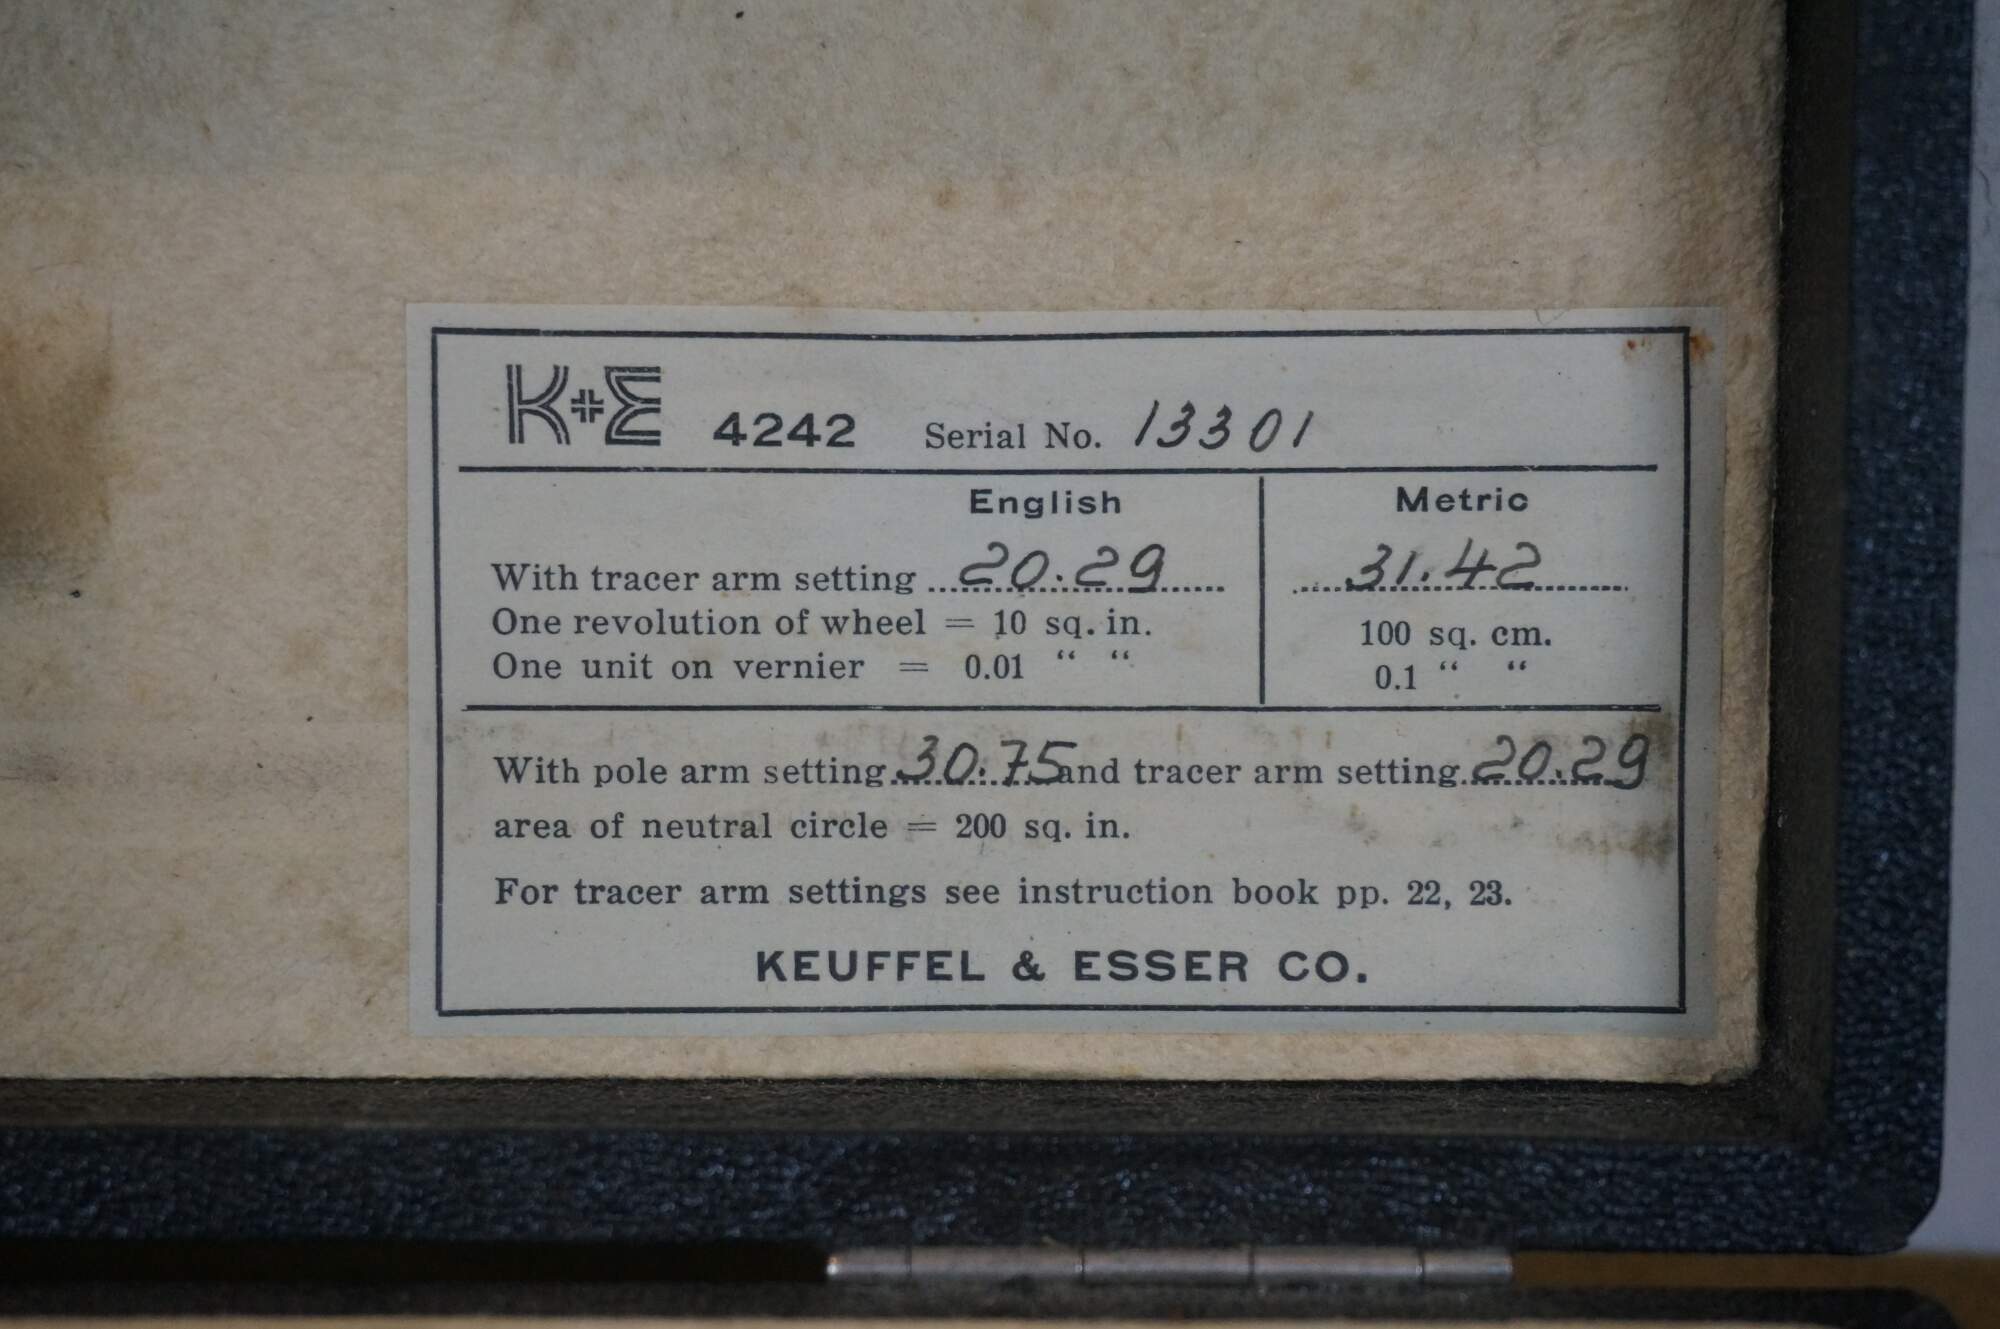 K+E 4242 Serial No. 13301
English Metric
With tracer arm setting 20.29 31.42
One revolution of wheel = 10 sq. in. 100 sq. cm.
One unit on vernier = 0.01 “ “ 0.1 “ “
With pole arm setting 30.75 and tracer arm setting 20.29
area of neutral circle = 200 sq. in.
For tracer arm settings see instruction book pp. 22, 23.
KEUFFEL & ESSER CO.